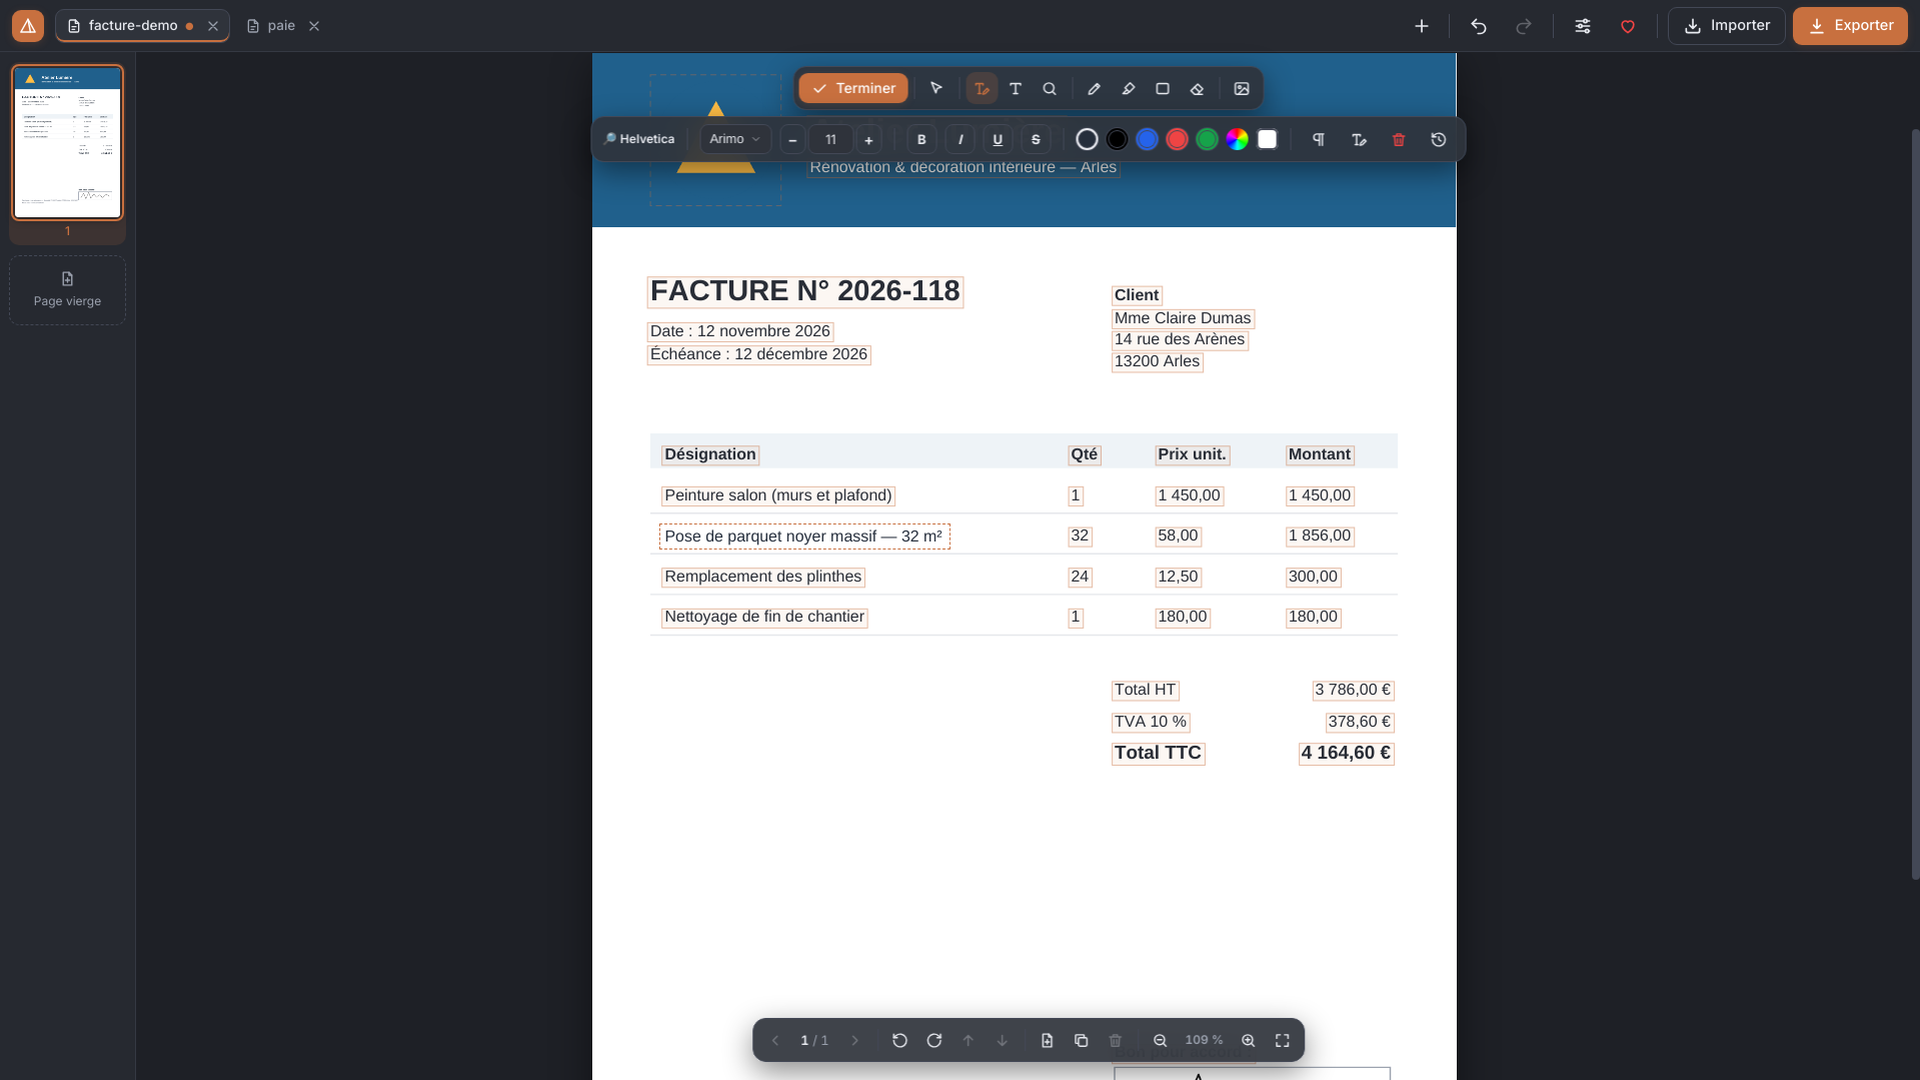 facture-demo
paie
Importer
Exporter
1
Page vierge
Terminer
Helvetica
Arimo
11
B I U S
Rénovation & décoration intérieure — Arles
FACTURE N° 2026-118
Date : 12 novembre 2026
Échéance : 12 décembre 2026
Client
Mme Claire Dumas
14 rue des Arènes
13200 Arles
Désignation Qté Prix unit. Montant
Peinture salon (murs et plafond) 1 1 450,00 1 450,00
Pose de parquet noyer massif — 32 m² 32 58,00 1 856,00
Remplacement des plinthes 24 12,50 300,00
Nettoyage de fin de chantier 1 180,00 180,00
Total HT 3 786,00 €
TVA 10 % 378,60 €
Total TTC 4 164,60 €
1 / 1
109 %